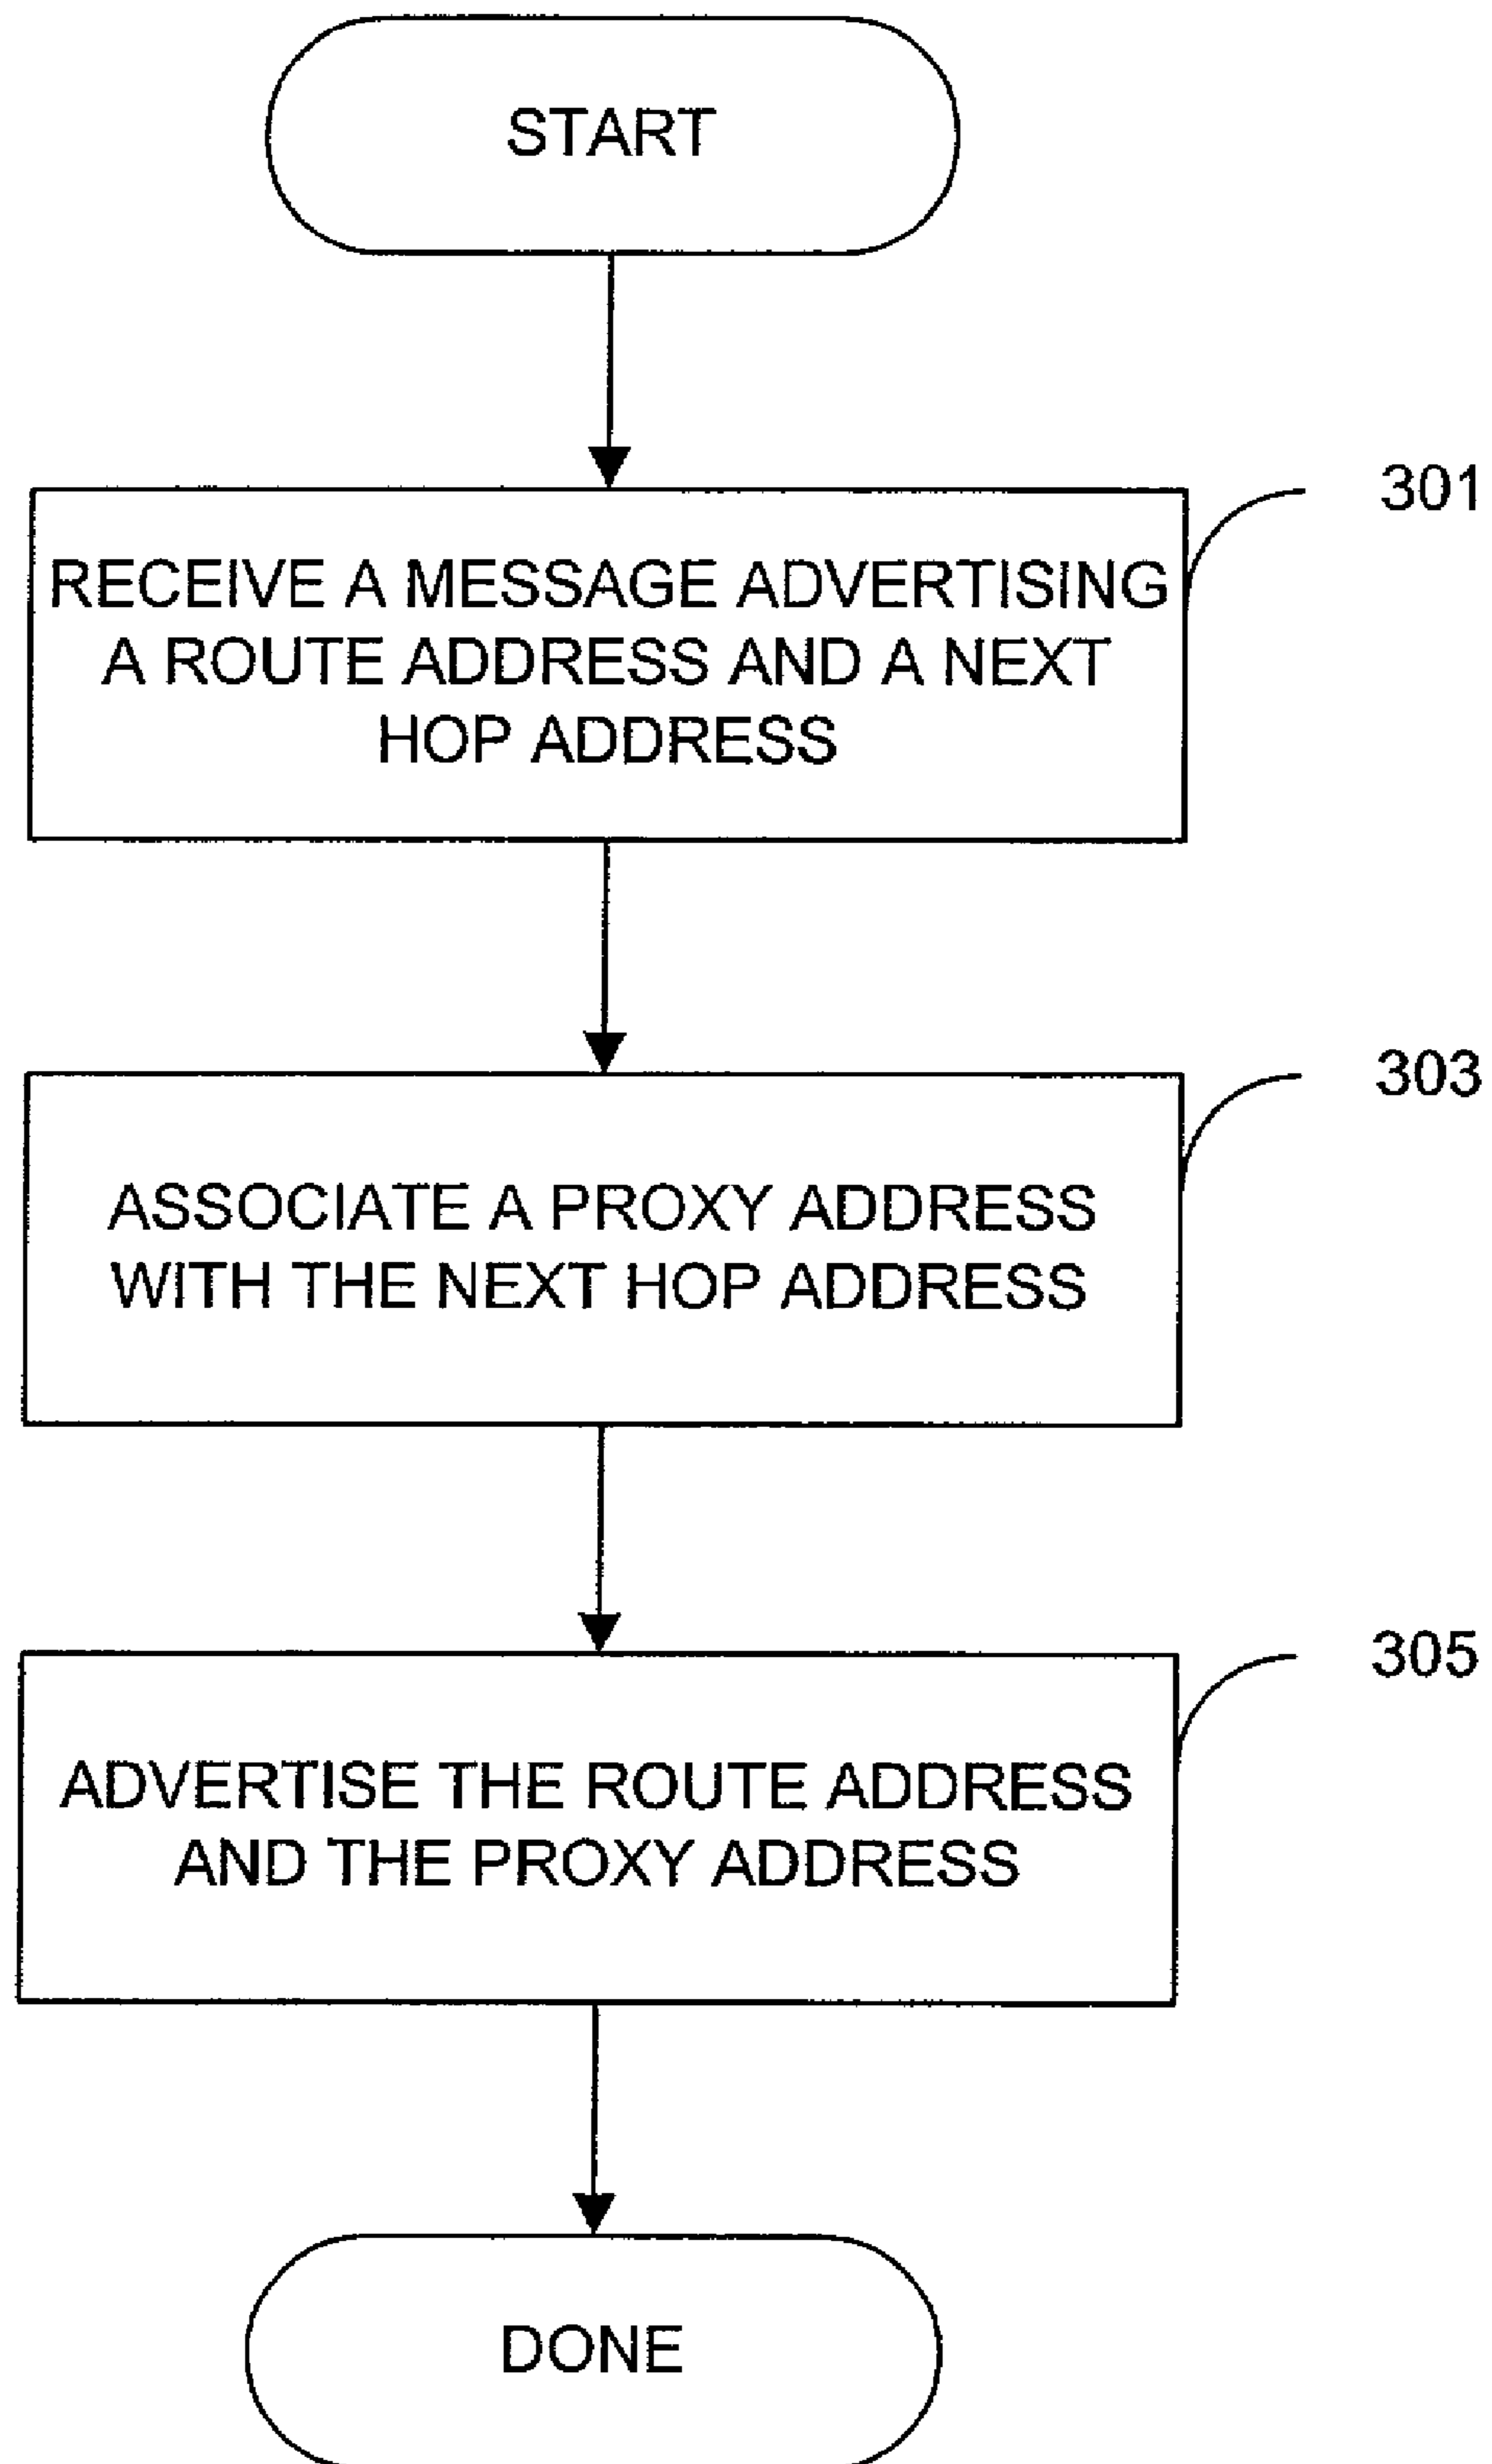 START
301
RECEIVE A MESSAGE ADVERTISING
A ROUTE ADDRESS AND A NEXT
HOP ADDRESS
303
ASSOCIATE A PROXY ADDRESS
WITH THE NEXT HOP ADDRESS
305
ADVERTISE THE ROUTE ADDRESS
AND THE PROXY ADDRESS
DONE